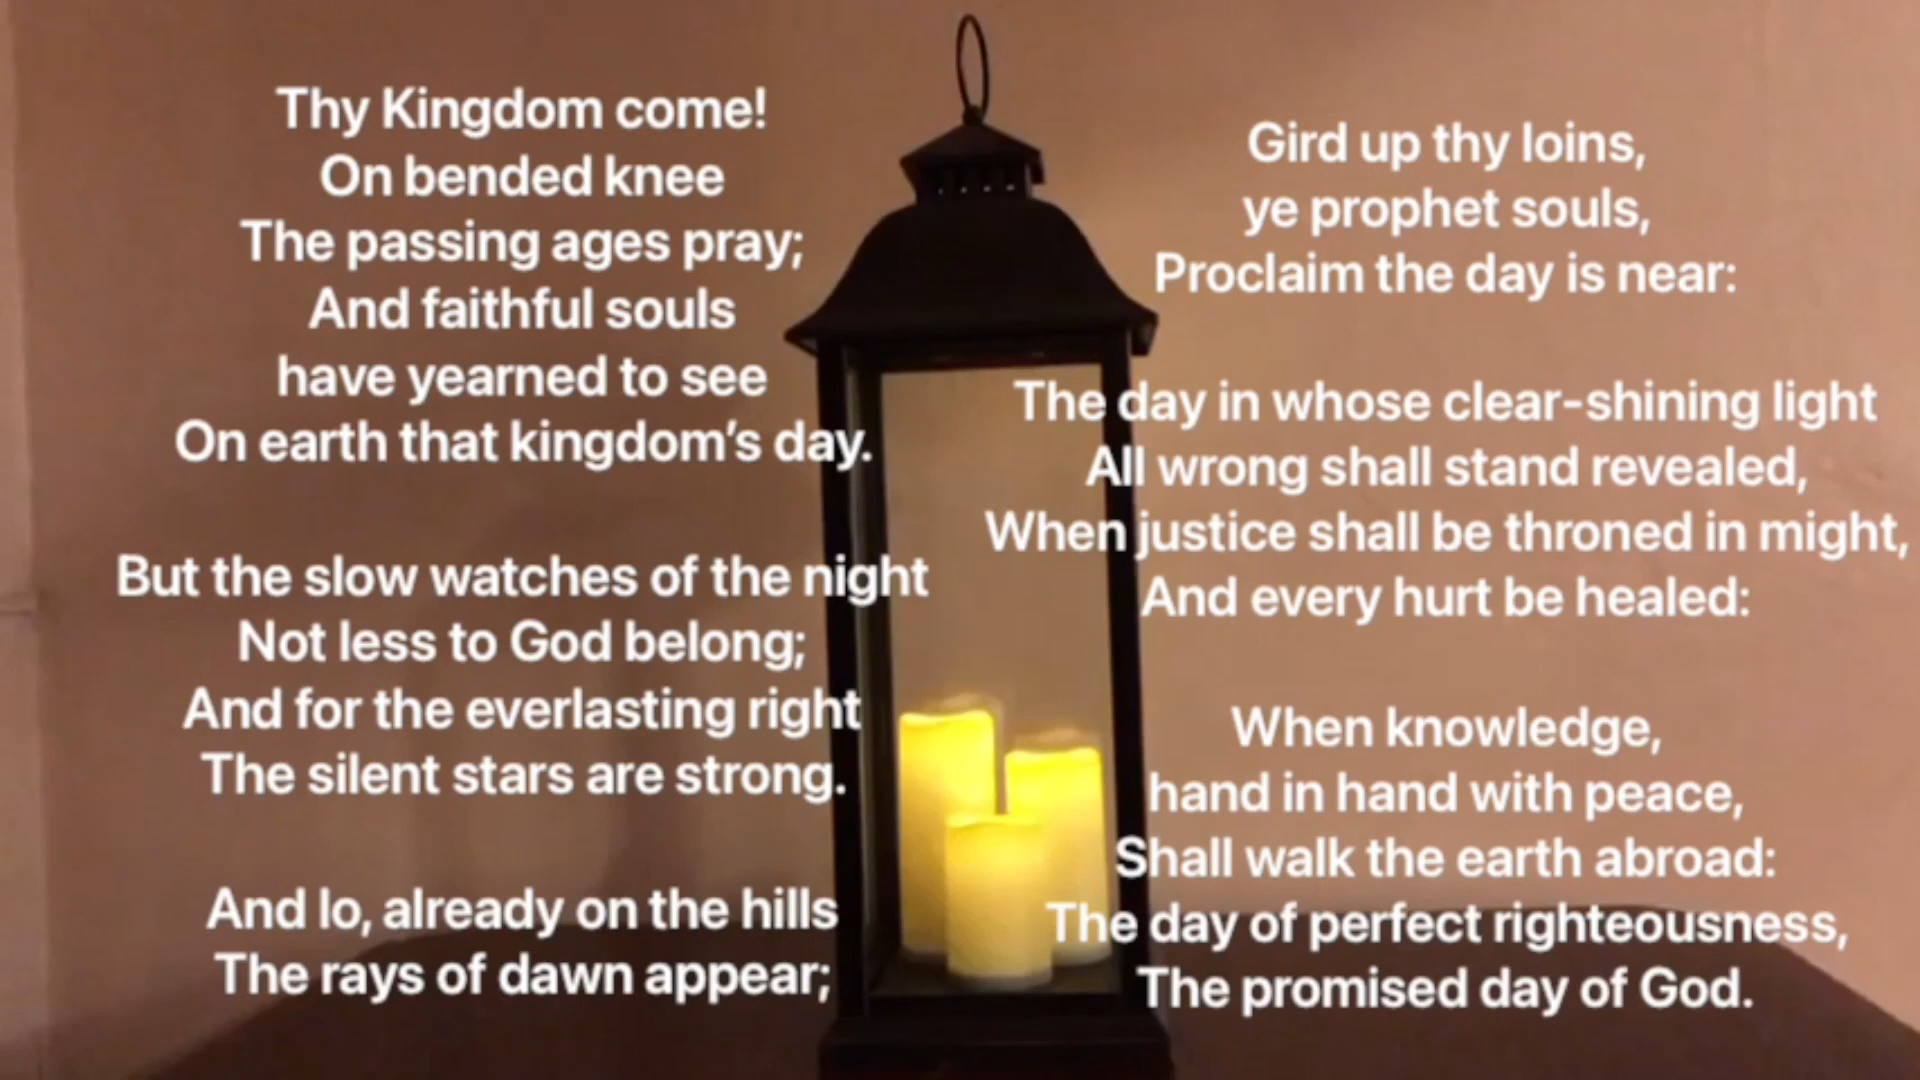 Thy Kingdom come!
On bended knee
The passing ages pray;
And faithful souls
have yearned to see
On earth that kingdom’s day.
But the slow watches of the night
Not less to God belong;
And for the everlasting right
The silent stars are strong.
And lo, already on the hills
The rays of dawn appear;
Gird up thy loins,
ye prophet souls,
Proclaim the day is near:
The day in whose clear-shining light
All wrong shall stand revealed,
When justice shall be throned in might,
And every hurt be healed:
When knowledge,
hand in hand with peace,
Shall walk the earth abroad:
The day of perfect righteousness,
The promised day of God.